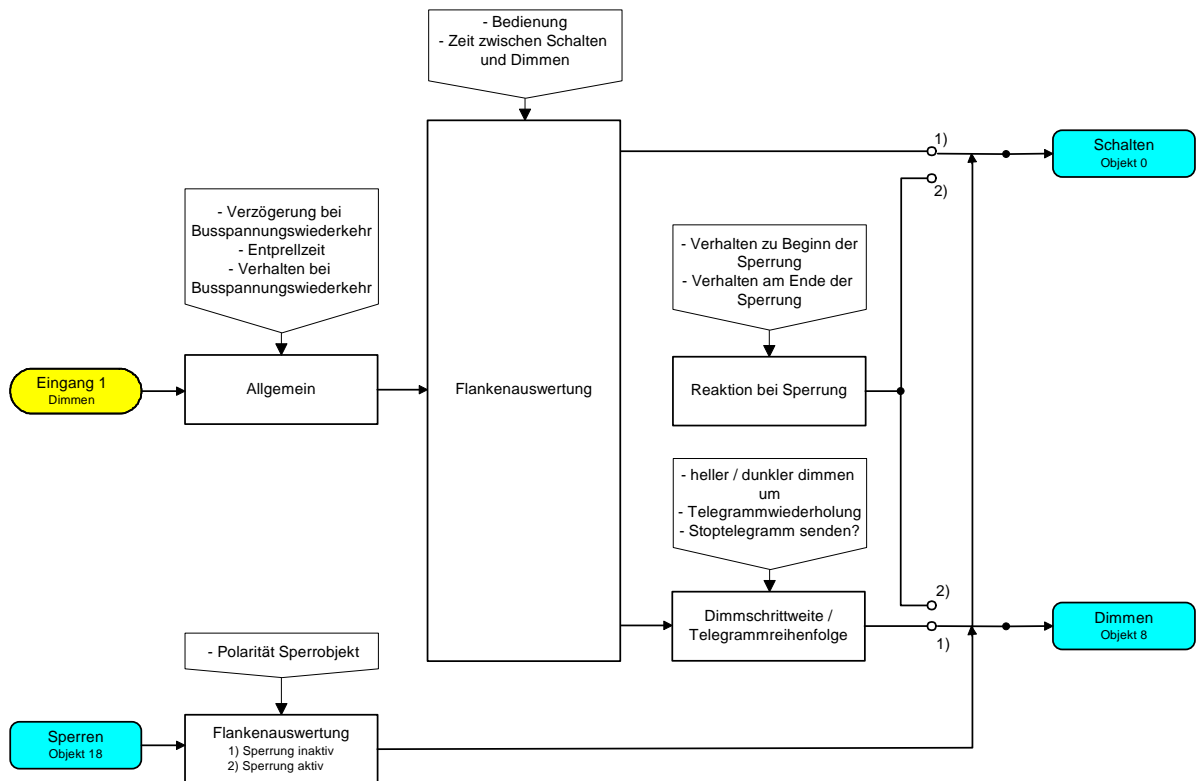 - Bedienung
- Zeit zwischen Schalten
und Dimmen
1)
Schalten
Objekt 0
2)
- Verzögerung bei
Busspannungswiederkehr
- Entprellzeit
- Verhalten bei
Busspannungswiederkehr
- Verhalten zu Beginn der
Sperrung
- Verhalten am Ende der
Sperrung
Eingang 1
Dimmen
Allgemein
Flankenauswertung
Reaktion bei Sperrung
- heller / dunkler dimmen
um
- Telegrammwiederholung
- Stoptelegramm senden?
2)
Dimmschrittweite /
Telegrammreihenfolge
Dimmen
Objekt 8
1)
- Polarität Sperrobjekt
Sperren
Objekt 18
Flankenauswertung
1) Sperrung inaktiv
2) Sperrung aktiv